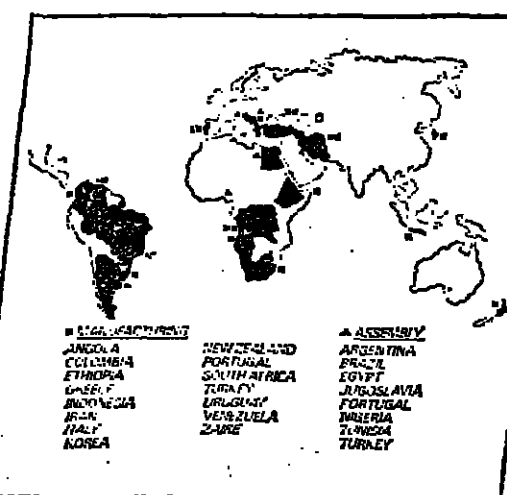 MANUFACTURING
ANGOLA
COLOMBIA
ETHIOPIA
GREECE
INDONESIA
IRAN
ITALY
KOREA
NEW ZEALAND
PORTUGAL
SOUTH AFRICA
TURKEY
URUGUAY
VENEZUELA
ZAIRE
ASSEMBLY
ARGENTINA
BRAZIL
EGYPT
JUGOSLAVIA
PORTUGAL
NIGERIA
TUNISIA
TURKEY